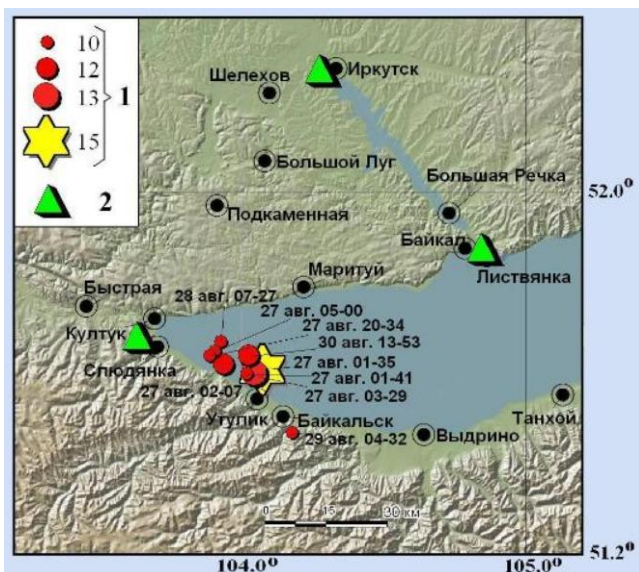 10
12
13
1
15
2
Иркутск
Шелехов
Большой Луг
52.0°
Большая Речка
Подкаменная
Байкал
Маритуй
Листвянка
Быстрая
28 авг. 07-27
27 авг. 05-00
27 авг. 20-34
Култук
30 авг. 13-53
Слюдянка
27 авг. 01-35
27 авг. 02-07
27 авг. 01-41
27 авг. 03-29
Утулик
Байкальск
Танхой
29 авг. 04-32
Выдрино
0 15 30 км
51.2°
104.0°
105.0°